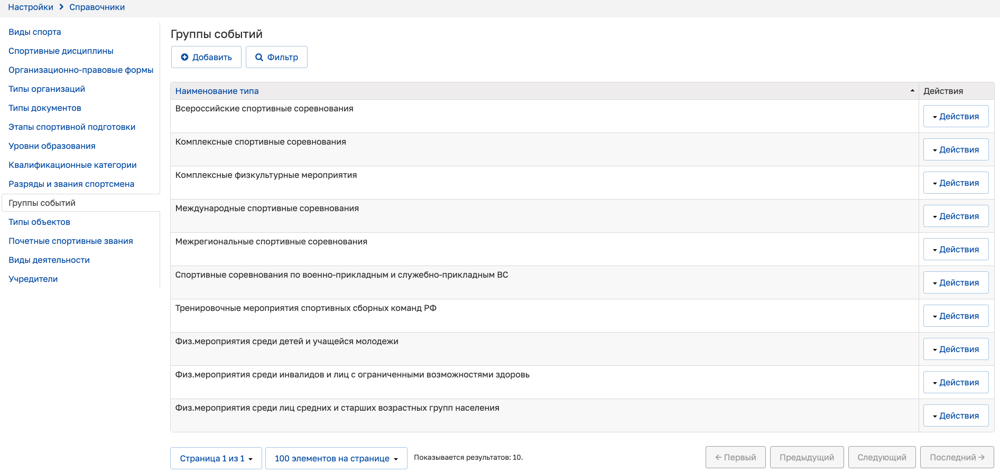 Настройки > Справочники
Виды спорта
Спортивные дисциплины
Организационно-правовые формы
Типы организаций
Типы документов
Этапы спортивной подготовки
Уровни образования
Квалификационные категории
Разряды и звания спортсмена
Группы событий
Типы объектов
Почетные спортивные звания
Виды деятельности
Учредители
Группы событий
Добавить Фильтр
Наименование типа Действия
Всероссийские спортивные соревнования Действия
Комплексные спортивные соревнования Действия
Комплексные физкультурные мероприятия Действия
Международные спортивные соревнования Действия
Межрегиональные спортивные соревнования Действия
Спортивные соревнования по военно-прикладным и служебно-прикладным ВС Действия
Тренировочные мероприятия спортивных сборных команд РФ Действия
Физ.мероприятия среди детей и учащейся молодежи Действия
Физ.мероприятия среди инвалидов и лиц с ограниченными возможностями здоровь Действия
Физ.мероприятия среди лиц средних и старших возрастных групп населения Действия
Страница 1 из 1 100 элементов на странице Показывается результатов: 10. ← Первый Предыдущий Следующий Последний →